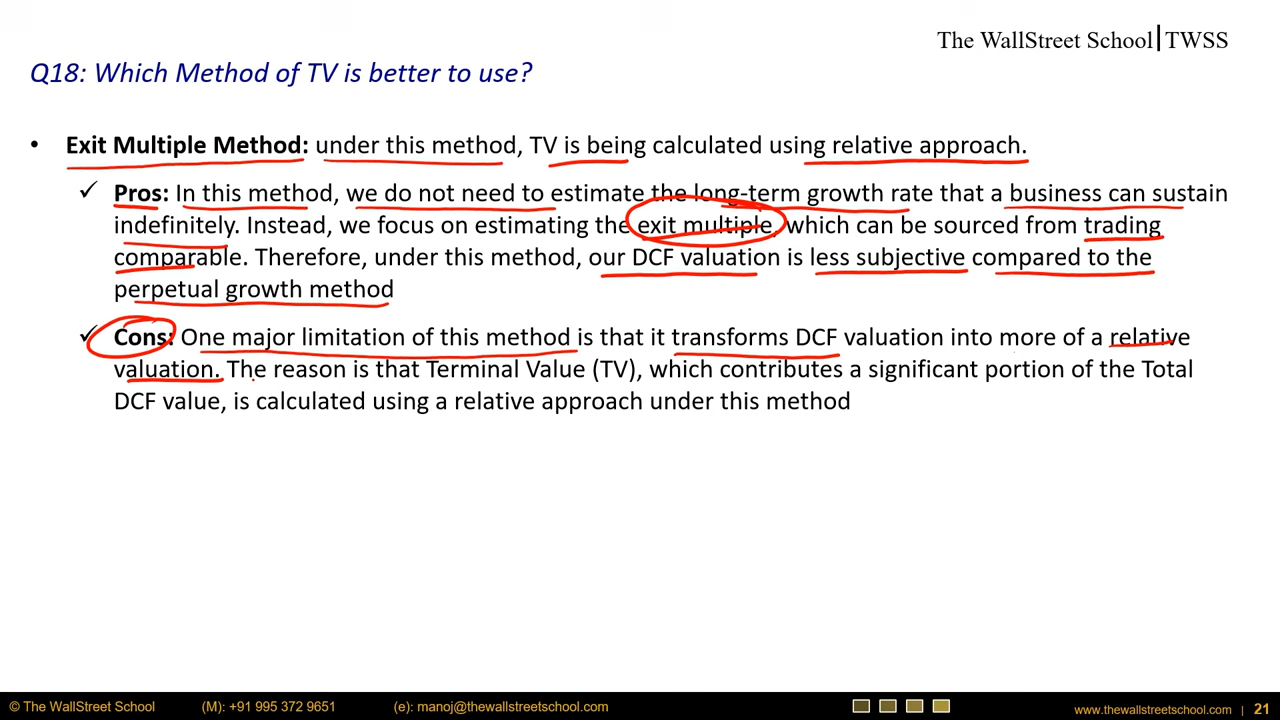 The WallStreet School|TWSS
Q18: Which Method of TV is better to use?
• Exit Multiple Method: under this method, TV is being calculated using relative approach.
✓ Pros: In this method, we do not need to estimate the long-term growth rate that a business can sustain
indefinitely. Instead, we focus on estimating the exit multiple, which can be sourced from trading
comparable. Therefore, under this method, our DCF valuation is less subjective compared to the
perpetual growth method
✓ Cons: One major limitation of this method is that it transforms DCF valuation into more of a relative
valuation. The reason is that Terminal Value (TV), which contributes a significant portion of the Total
DCF value, is calculated using a relative approach under this method
© The WallStreet School (M): +91 995 372 9651 (e): manoj@thewallstreetschool.com www.thewallstreetschool.com | 21